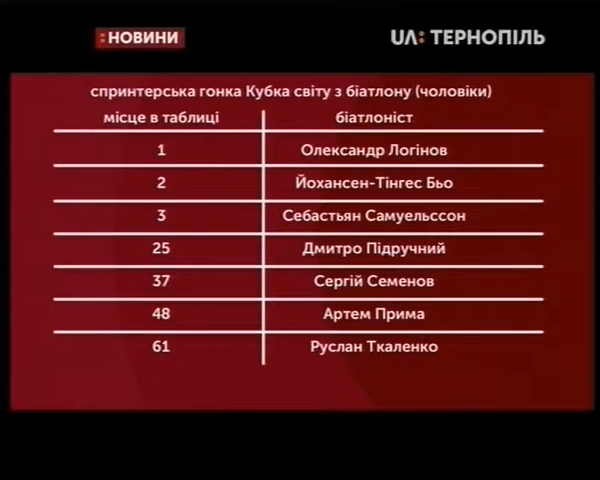 :НОВИНИ
UA: ТЕРНОПІЛЬ
спринтерська гонка Кубка світу з біатлону (чоловіки)
місце в таблиці біатлоніст
1 Олександр Логінов
2 Йохансен-Тінгес Бьо
3 Себастьян Самуельссон
25 Дмитро Підручний
37 Сергій Семенов
48 Артем Прима
61 Руслан Ткаленко